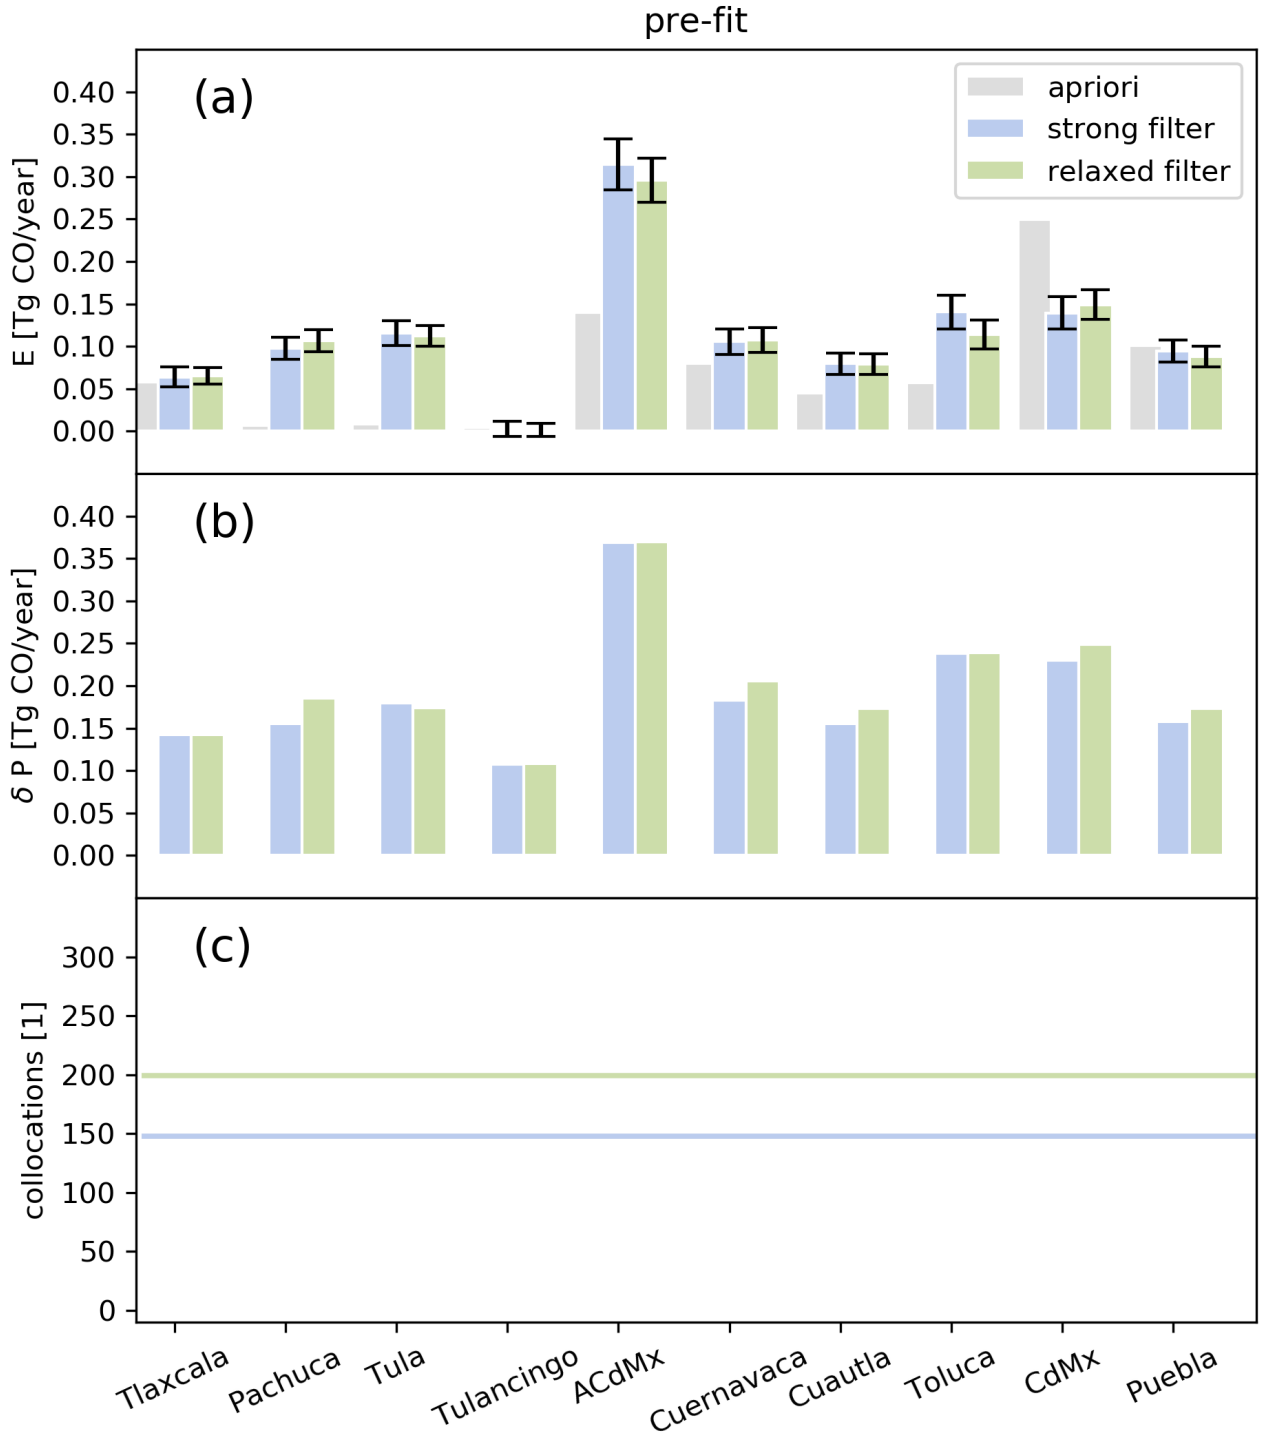 pre-fit
(a)
apriori
strong filter
relaxed filter
E [Tg CO/year]
0.40
0.35
0.30
0.25
0.20
0.15
0.10
0.05
0.00
(b)
δ P [Tg CO/year]
0.40
0.35
0.30
0.25
0.20
0.15
0.10
0.05
0.00
(c)
collocations [1]
300
250
200
150
100
50
0
Tlaxcala
Pachuca
Tula
Tulancingo
ACdMx
Cuernavaca
Cuautla
Toluca
CdMx
Puebla